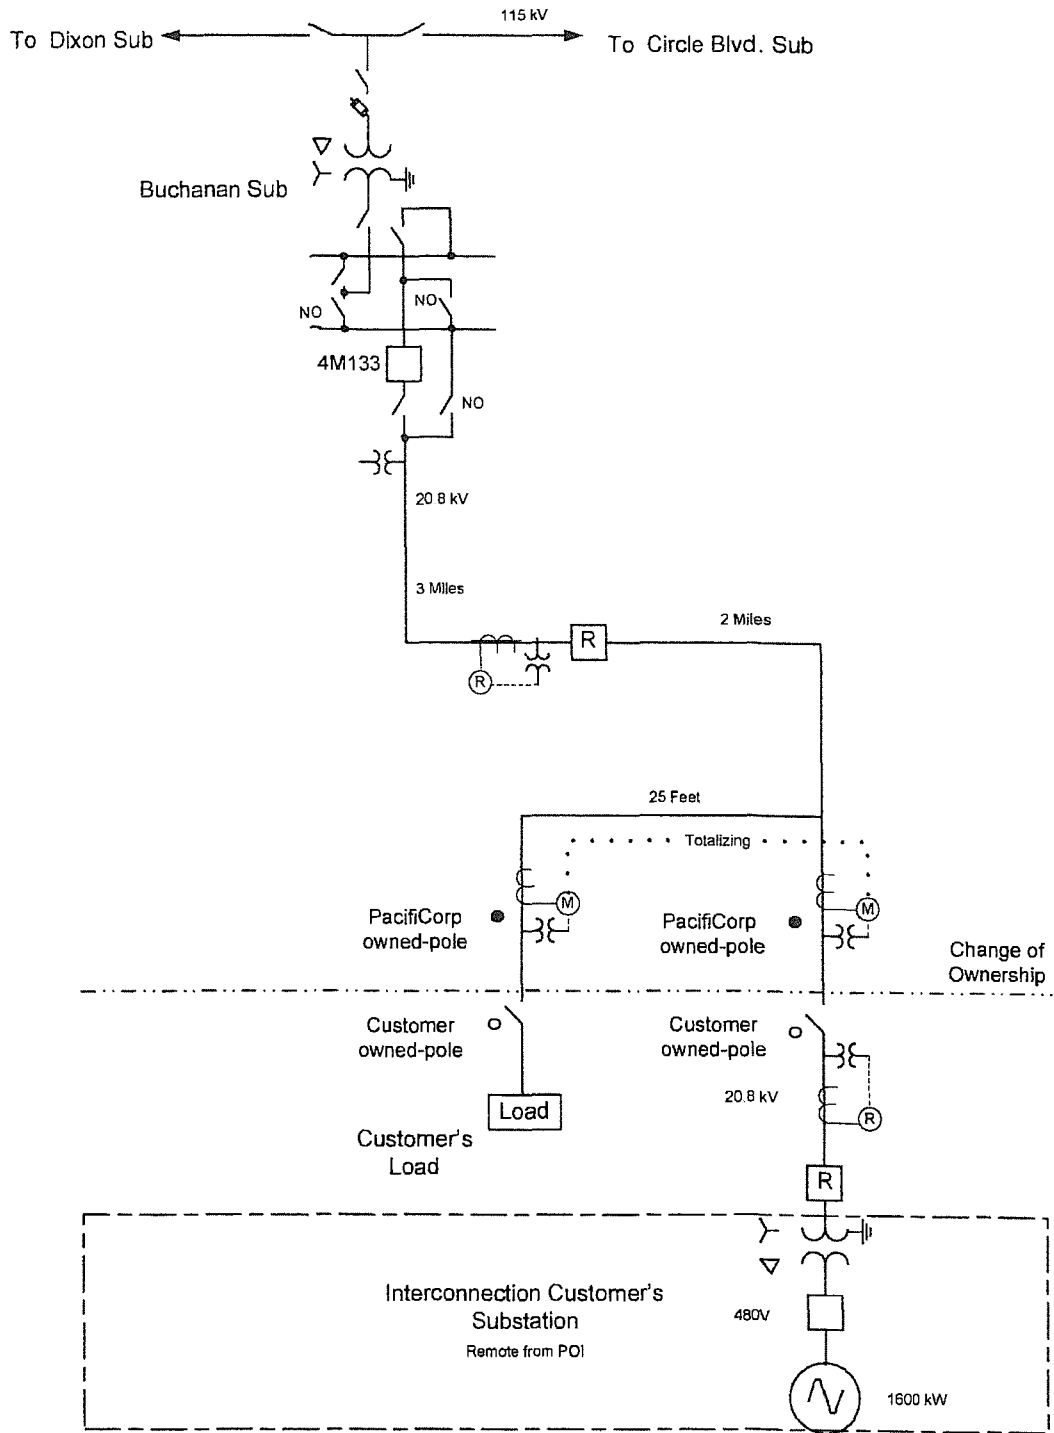 115 kV
To Dixon Sub
To Circle Blvd. Sub
Buchanan Sub
NO
NO
4M133
NO
20 8 kV
3 Miles
2 Miles
R
R
25 Feet
Totalizing
M
M
PacifiCorp
owned-pole
PacifiCorp
owned-pole
Change of
Ownership
Customer
owned-pole
Customer
owned-pole
20.8 kV
Load
R
Customer's
Load
R
Interconnection Customer's
Substation
Remote from POI
480V
1600 kW